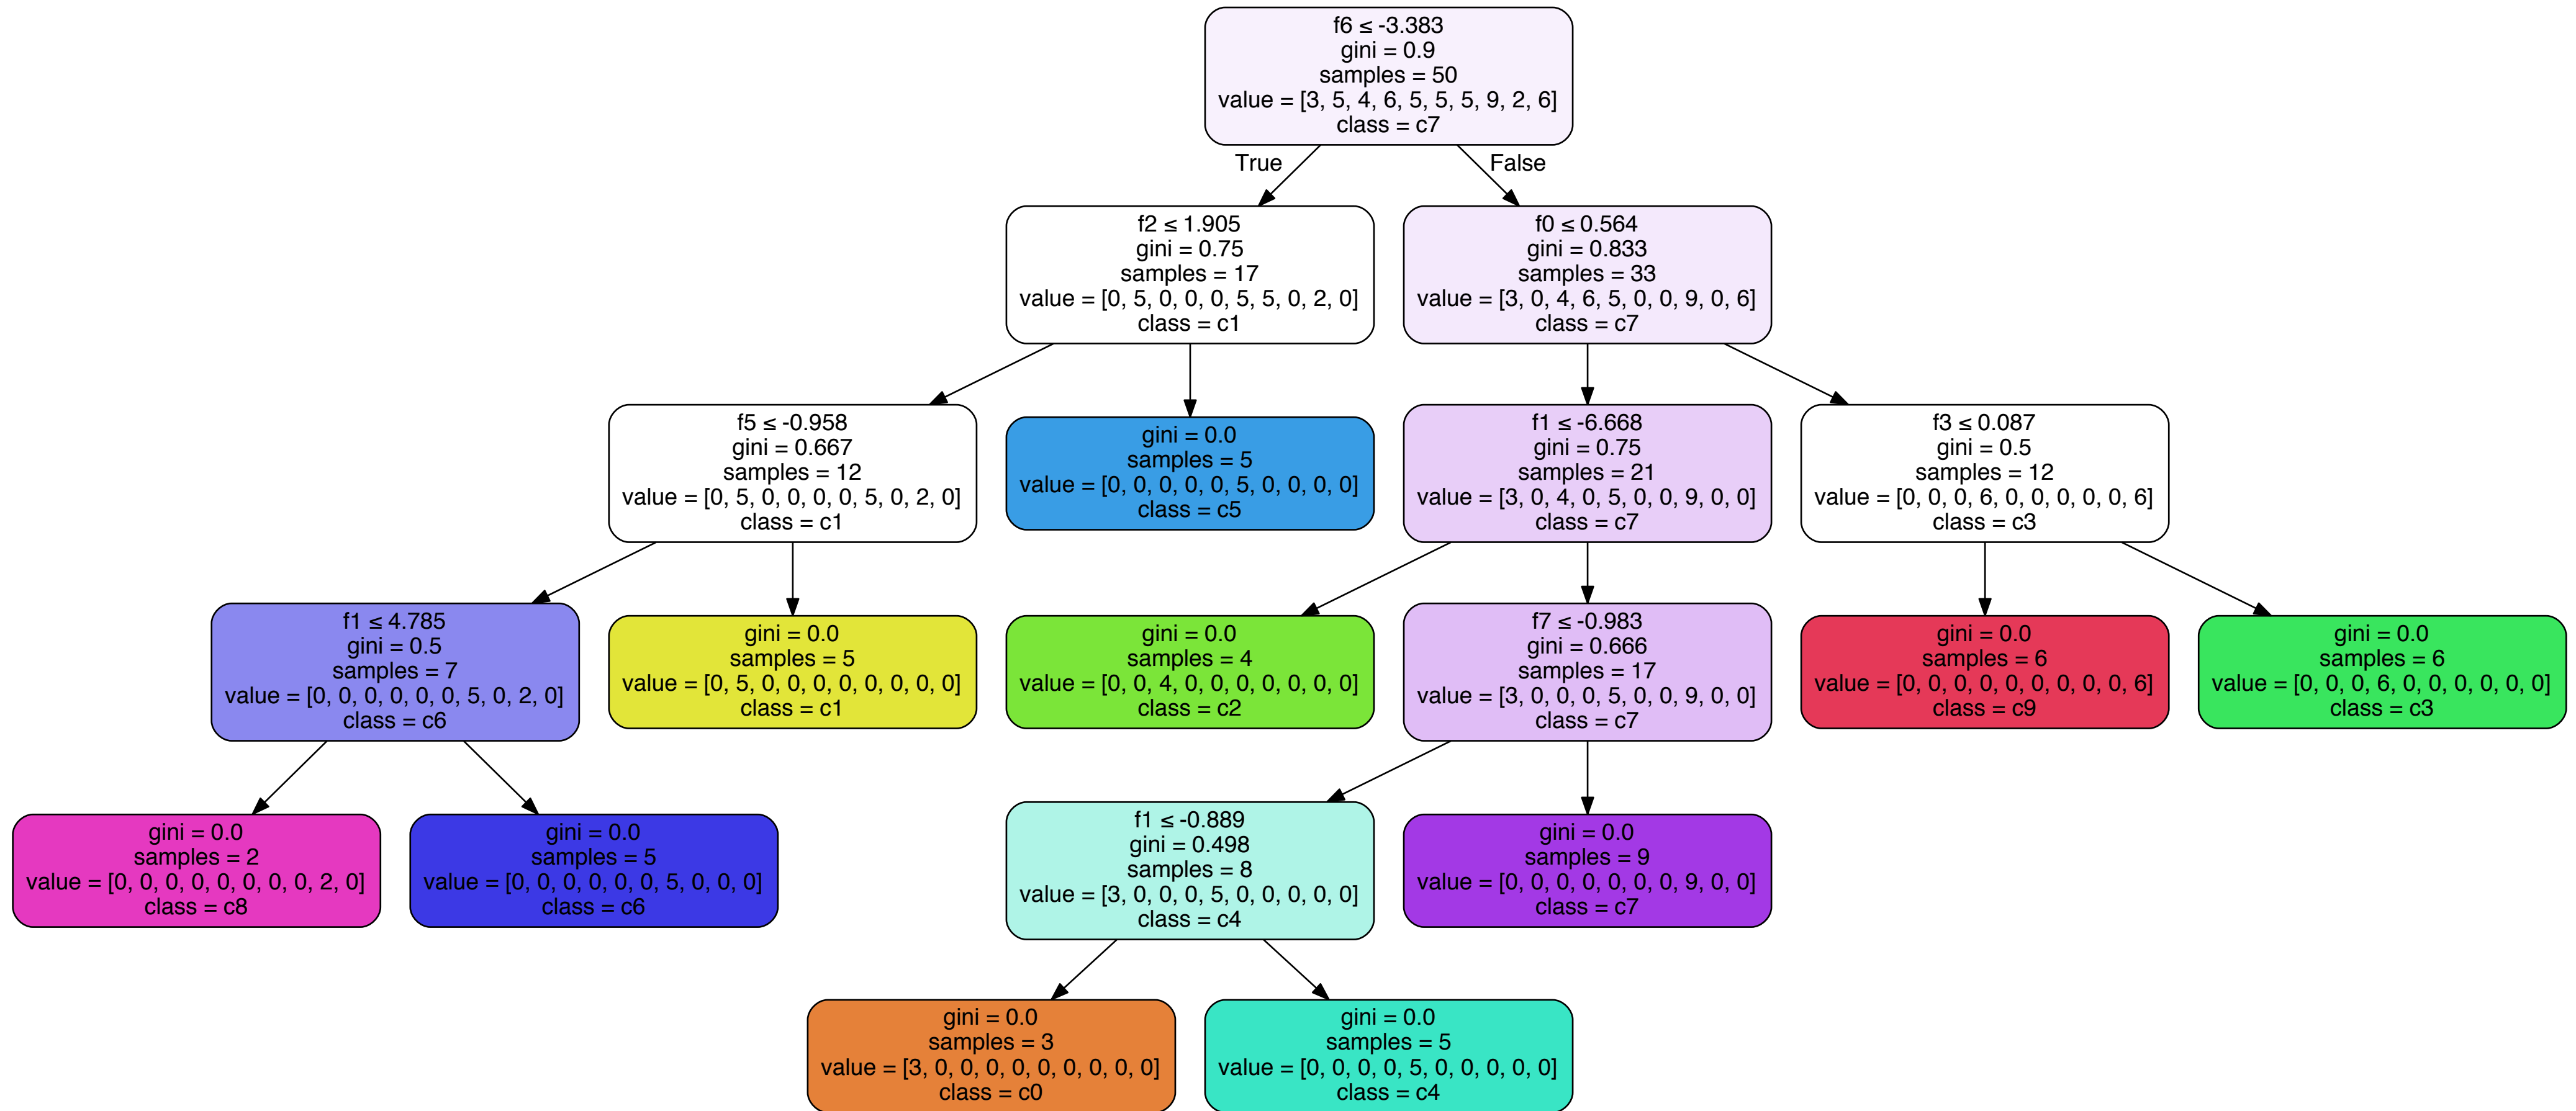 f6 ≤ -3.383
gini = 0.9
samples = 50
value = [3, 5, 4, 6, 5, 5, 5, 9, 2, 6]
class = c7
True
False
f2 ≤ 1.905
gini = 0.75
samples = 17
value = [0, 5, 0, 0, 0, 5, 5, 0, 2, 0]
class = c1
f0 ≤ 0.564
gini = 0.833
samples = 33
value = [3, 0, 4, 6, 5, 0, 0, 9, 0, 6]
class = c7
f5 ≤ -0.958
gini = 0.667
samples = 12
value = [0, 5, 0, 0, 0, 0, 5, 0, 2, 0]
class = c1
gini = 0.0
samples = 5
value = [0, 0, 0, 0, 0, 5, 0, 0, 0, 0]
class = c5
f1 ≤ -6.668
gini = 0.75
samples = 21
value = [3, 0, 4, 0, 5, 0, 0, 9, 0, 0]
class = c7
f3 ≤ 0.087
gini = 0.5
samples = 12
value = [0, 0, 0, 6, 0, 0, 0, 0, 0, 6]
class = c3
f1 ≤ 4.785
gini = 0.5
samples = 7
value = [0, 0, 0, 0, 0, 0, 5, 0, 2, 0]
class = c6
gini = 0.0
samples = 5
value = [0, 5, 0, 0, 0, 0, 0, 0, 0, 0]
class = c1
gini = 0.0
samples = 4
value = [0, 0, 4, 0, 0, 0, 0, 0, 0, 0]
class = c2
f7 ≤ -0.983
gini = 0.666
samples = 17
value = [3, 0, 0, 0, 5, 0, 0, 9, 0, 0]
class = c7
gini = 0.0
samples = 6
value = [0, 0, 0, 0, 0, 0, 0, 0, 0, 6]
class = c9
gini = 0.0
samples = 6
value = [0, 0, 0, 6, 0, 0, 0, 0, 0, 0]
class = c3
gini = 0.0
samples = 2
value = [0, 0, 0, 0, 0, 0, 0, 0, 2, 0]
class = c8
gini = 0.0
samples = 5
value = [0, 0, 0, 0, 0, 0, 5, 0, 0, 0]
class = c6
f1 ≤ -0.889
gini = 0.498
samples = 8
value = [3, 0, 0, 0, 5, 0, 0, 0, 0, 0]
class = c4
gini = 0.0
samples = 9
value = [0, 0, 0, 0, 0, 0, 0, 9, 0, 0]
class = c7
gini = 0.0
samples = 3
value = [3, 0, 0, 0, 0, 0, 0, 0, 0, 0]
class = c0
gini = 0.0
samples = 5
value = [0, 0, 0, 0, 5, 0, 0, 0, 0, 0]
class = c4